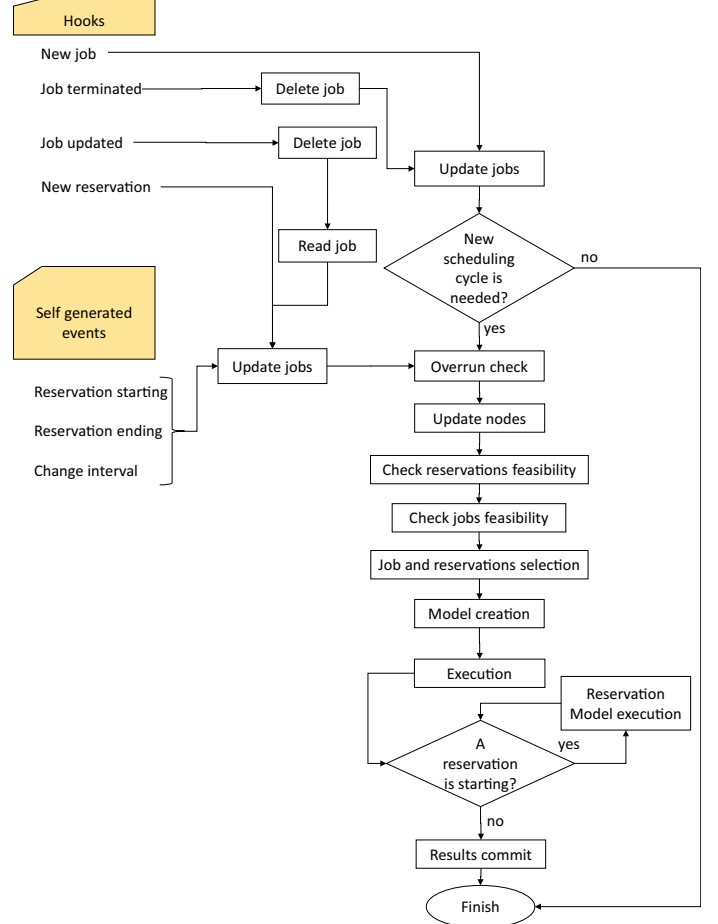 Hooks
New job
Job terminated
Delete job
Job updated
Delete job
Update jobs
New reservation
Read job
New
scheduling
cycle is
needed?
no
yes
Self generated
events
Update jobs
Overrun check
Reservation starting
Reservation ending
Change interval
Update nodes
Check reservations feasibility
Check jobs feasibility
Job and reservations selection
Model creation
Execution
Reservation
Model execution
A
reservation
is starting?
yes
no
Results commit
Finish